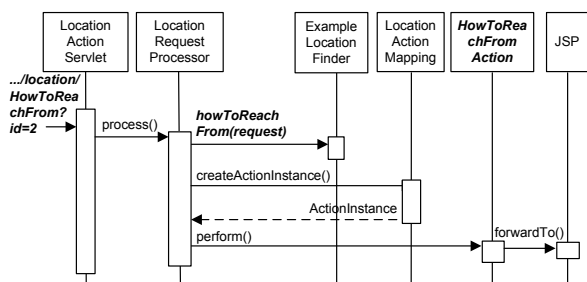 Location
Action
Servlet
Location
Request
Processor
Example
Location
Finder
Location
Action
Mapping
HowToRea
chFrom
Action
JSP
.../location/
HowToRea
chFrom?
id=2
process()
howToReach
From(request)
createActionInstance()
ActionInstance
perform()
forwardTo()